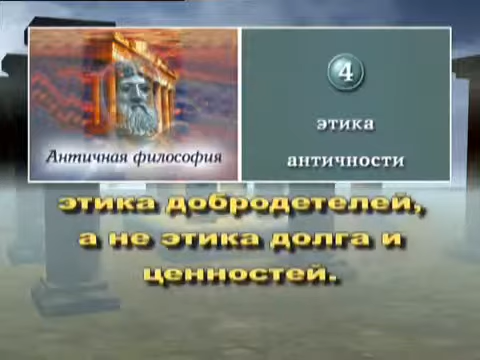 Античная философия
4
этика
античности
этика добродетелей,
а не этика долга и
ценностей.